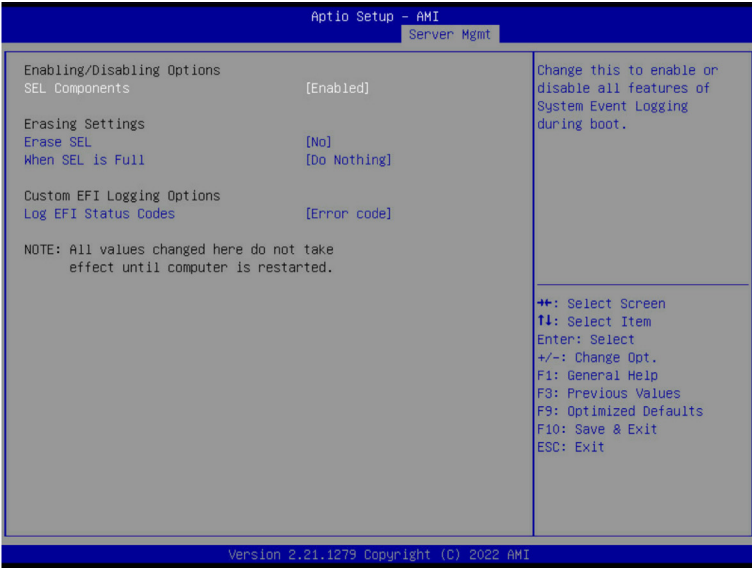 Aptio Setup – AMI
Server Mgmt
Enabling/Disabling Options
SEL Components [Enabled]
Erasing Settings
Erase SEL [No]
When SEL is Full [Do Nothing]
Custom EFI Logging Options
Log EFI Status Codes [Error code]
NOTE: All values changed here do not take
effect until computer is restarted.
Change this to enable or
disable all features of
System Event Logging
during boot.
→←: Select Screen
↑↓: Select Item
Enter: Select
+/-: Change Opt.
F1: General Help
F3: Previous Values
F9: Optimized Defaults
F10: Save & Exit
ESC: Exit
Version 2.21.1279 Copyright (C) 2022 AMI